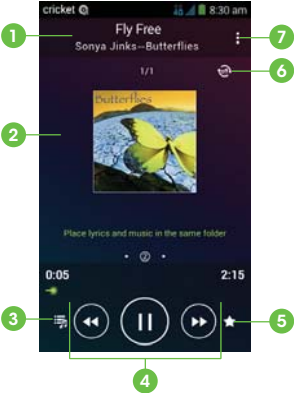 cricket 8:30 am
1 Fly Free 7
Sonya Jinks--Butterflies
1/1 6
Butterflies
2
Place lyrics and music in the same folder
2
0:05 2:15
3 5
4